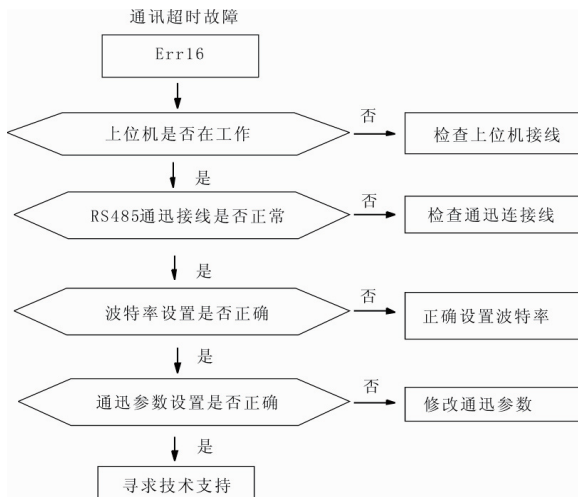 通讯超时故障
Err16
上位机是否在工作
否
检查上位机接线
是
RS485通迅接线是否正常
否
检查通迅连接线
是
波特率设置是否正确
否
正确设置波特率
是
通迅参数设置是否正确
否
修改通迅参数
是
寻求技术支持